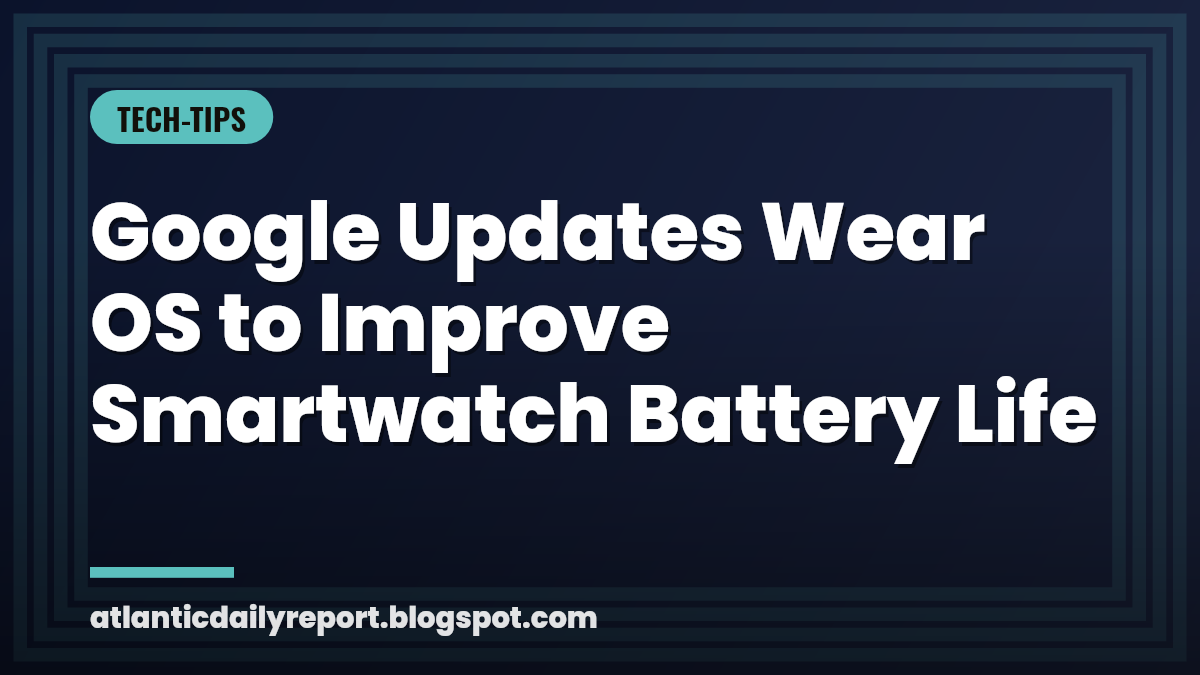 TECH-TIPS
Google Updates Wear
OS to Improve
Smartwatch Battery Life
atlanticdailyreport.blogspot.com